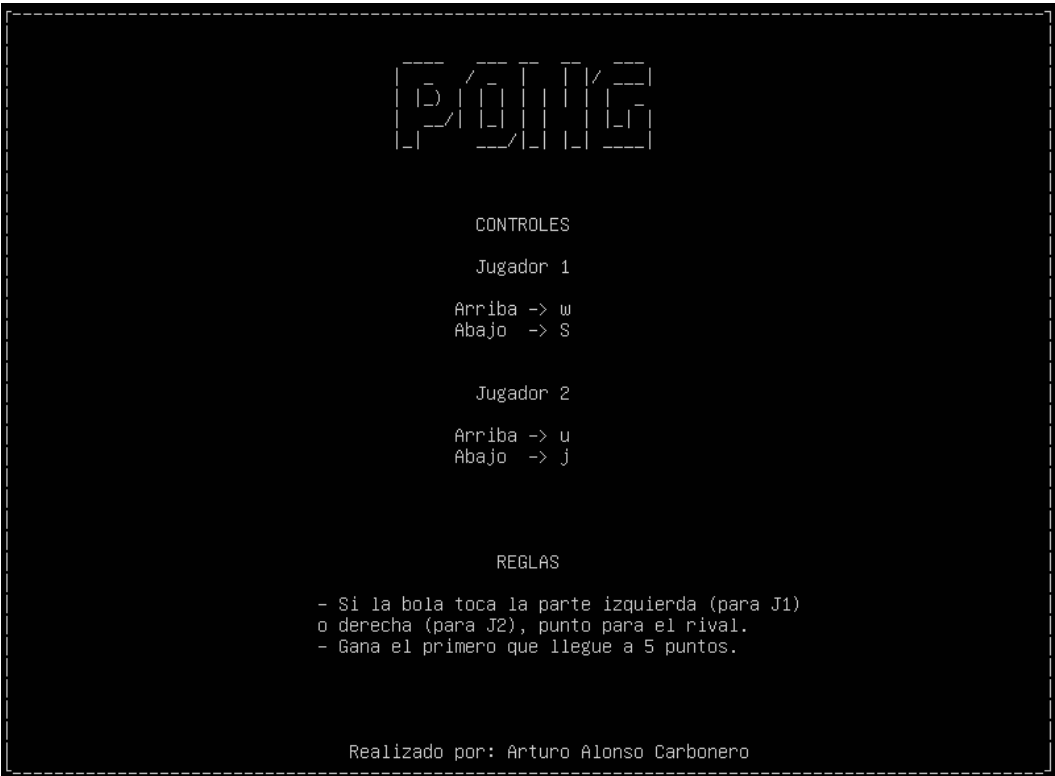 PONG
CONTROLES
Jugador 1
Arriba -> w
Abajo -> S
Jugador 2
Arriba -> u
Abajo -> j
REGLAS
- Si la bola toca la parte izquierda (para J1)
o derecha (para J2), punto para el rival.
- Gana el primero que llegue a 5 puntos.
Realizado por: Arturo Alonso Carbonero